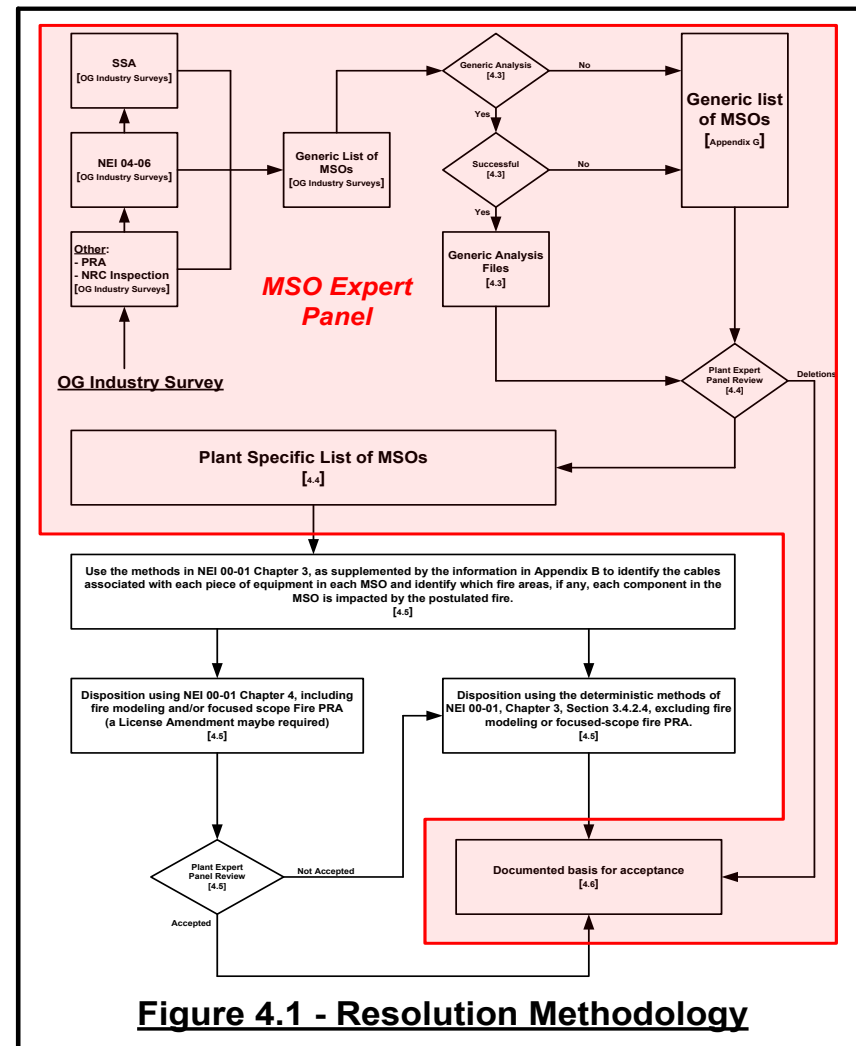 SSA
[OG Industry Surveys]
NEI 04-06
[OG Industry Surveys]
Other:
- PRA
- NRC Inspection
[OG Industry Surveys]
OG Industry Survey
Generic List of
MSOs
[OG Industry Surveys]
MSO Expert
Panel
Generic Analysis
[4.3]
No
Yes
Successful
[4.3]
No
Yes
Generic Analysis
Files
[4.3]
Generic list
of MSOs
[Appendix G]
Plant Expert
Panel Review
[4.4]
Deletions
Plant Specific List of MSOs
[4.4]
Use the methods in NEI 00-01 Chapter 3, as supplemented by the information in Appendix B to identify the cables
associated with each piece of equipment in each MSO and identify which fire areas, if any, each component in the
MSO is impacted by the postulated fire.
[4.5]
Disposition using NEI 00-01 Chapter 4, including
fire modeling and/or focused scope Fire PRA
(a License Amendment maybe required)
[4.5]
Disposition using the deterministic methods of
NEI 00-01, Chapter 3, Section 3.4.2.4, excluding fire
modeling or focused-scope fire PRA.
[4.5]
Plant Expert
Panel Review
[4.5]
Not Accepted
Accepted
Documented basis for acceptance
[4.6]
Figure 4.1 - Resolution Methodology